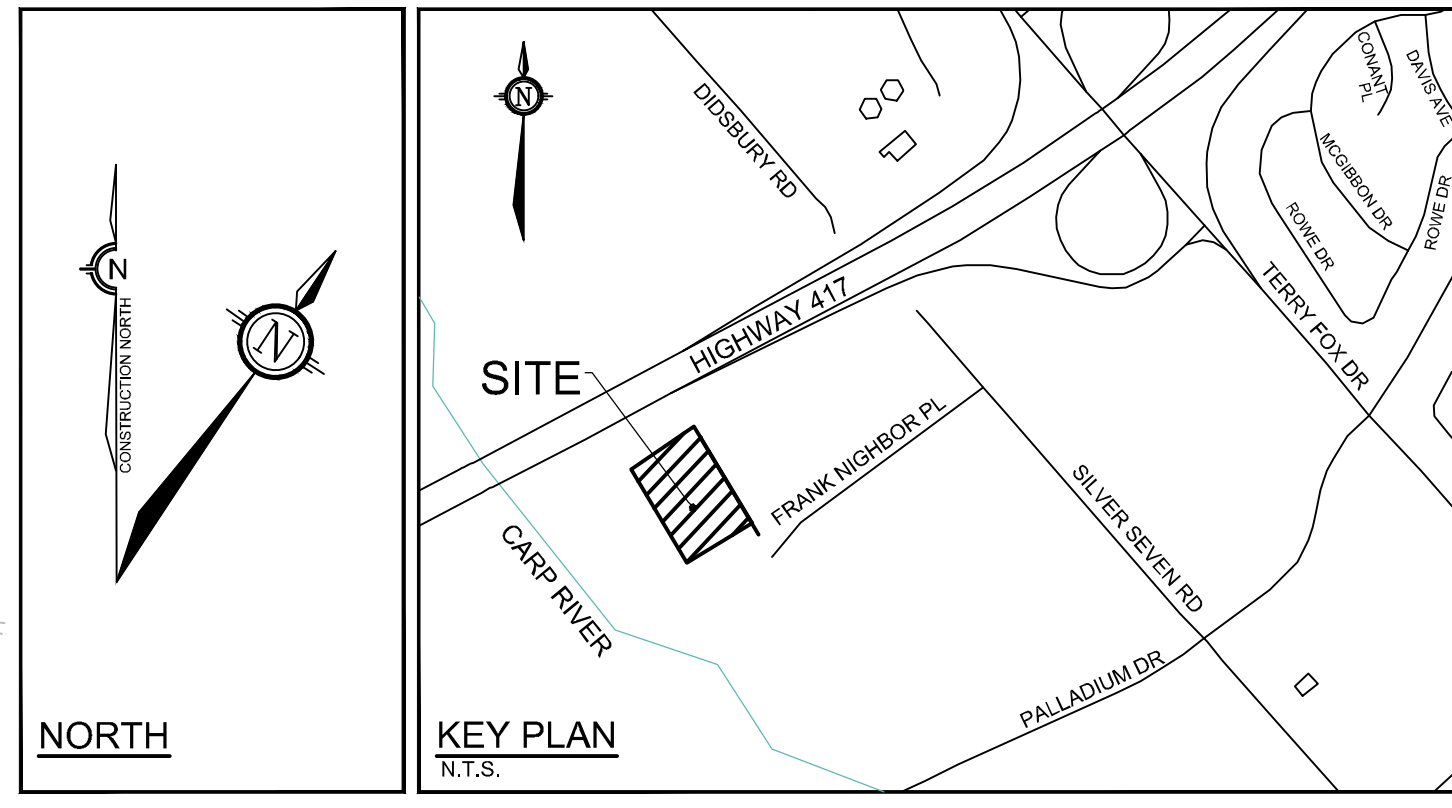 N
CONSTRUCTION NORTH
N
NORTH
N
DIDSBURY RD
CONANT
PL
DAVIS AVE
MCGIBBON DR
ROWE DR
ROWE DR
HIGHWAY 417
TERRY FOX DR
SITE
FRANK NIGHBOR PL
SILVER SEVEN RD
CARP RIVER
PALLADIUM DR
KEY PLAN
N.T.S.